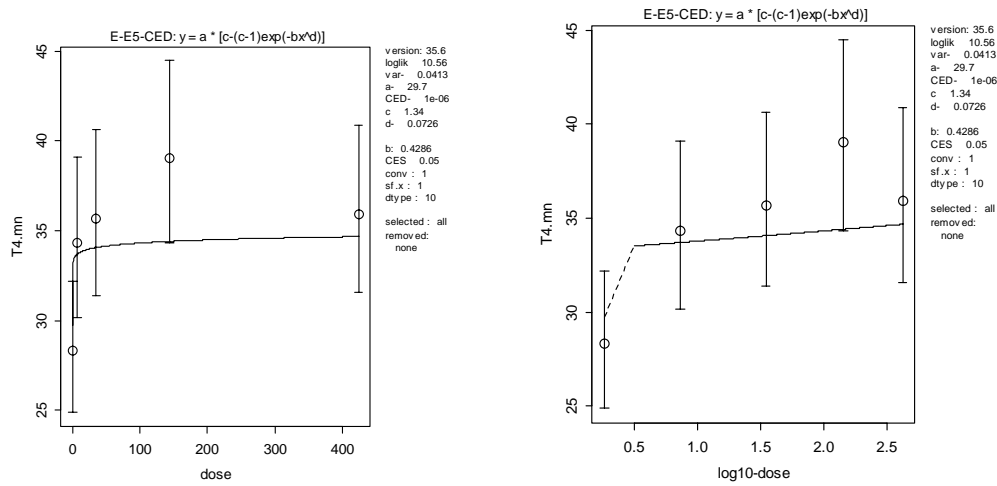 E-E5-CED: y = a * [c-(c-1)exp(-bx^d)]
45
40
35
30
25
T4.mn
0
100
200
300
400
dose
version: 35.6
loglik 10.56
var- 0.0413
a- 29.7
CED- 1e-06
c 1.34
d- 0.0726
b: 0.4286
CES 0.05
conv : 1
sf.x : 1
dtype : 10
selected : all
removed:
none
E-E5-CED: y = a * [c-(c-1)exp(-bx^d)]
45
40
35
30
25
T4.mn
0.5
1.0
1.5
2.0
2.5
log10-dose
version: 35.6
loglik 10.56
var- 0.0413
a- 29.7
CED- 1e-06
c 1.34
d- 0.0726
b: 0.4286
CES 0.05
conv : 1
sf.x : 1
dtype : 10
selected : all
removed:
none